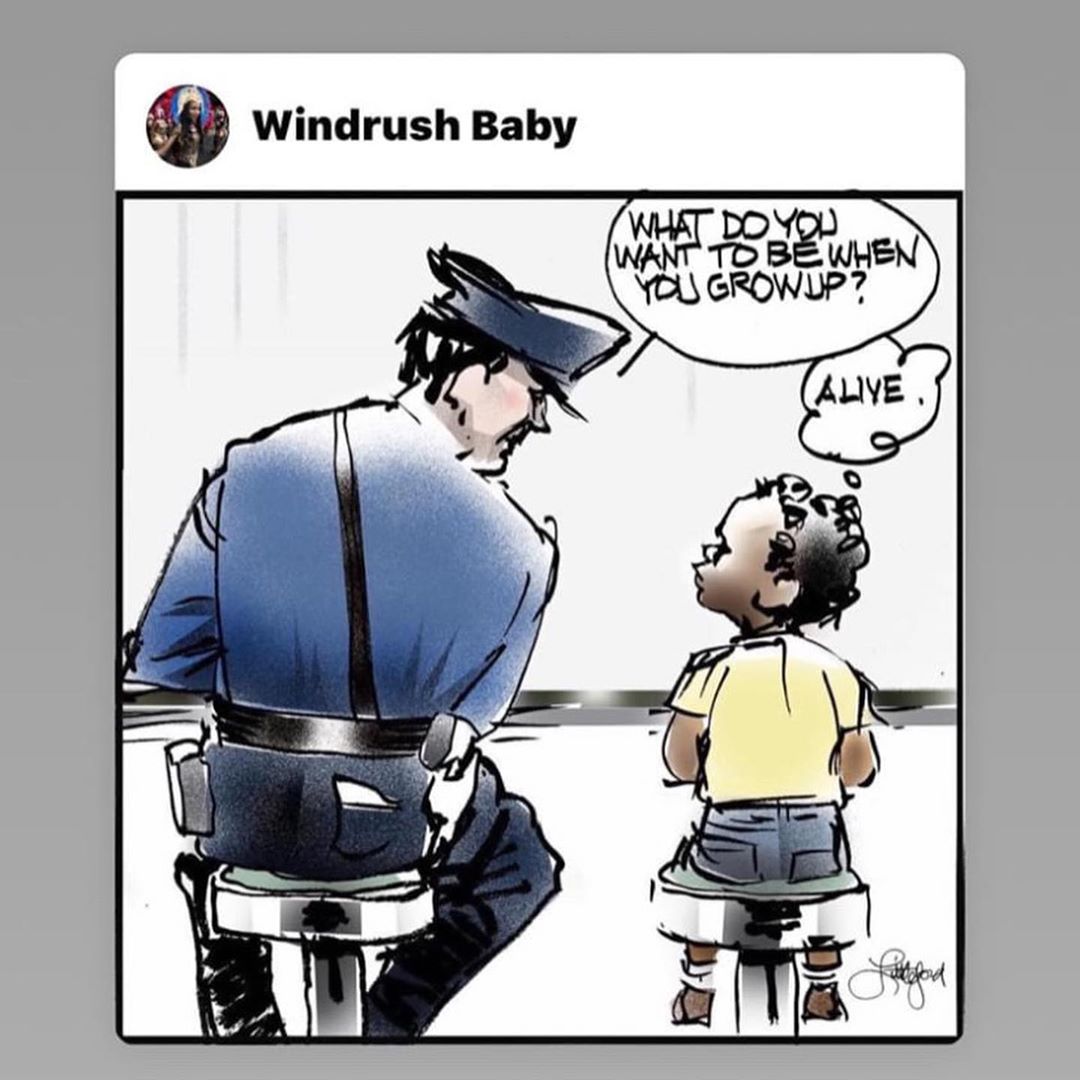 Windrush Baby
WHAT DO YOU
WANT TO BE WHEN
YOU GROW UP?
ALIVE.